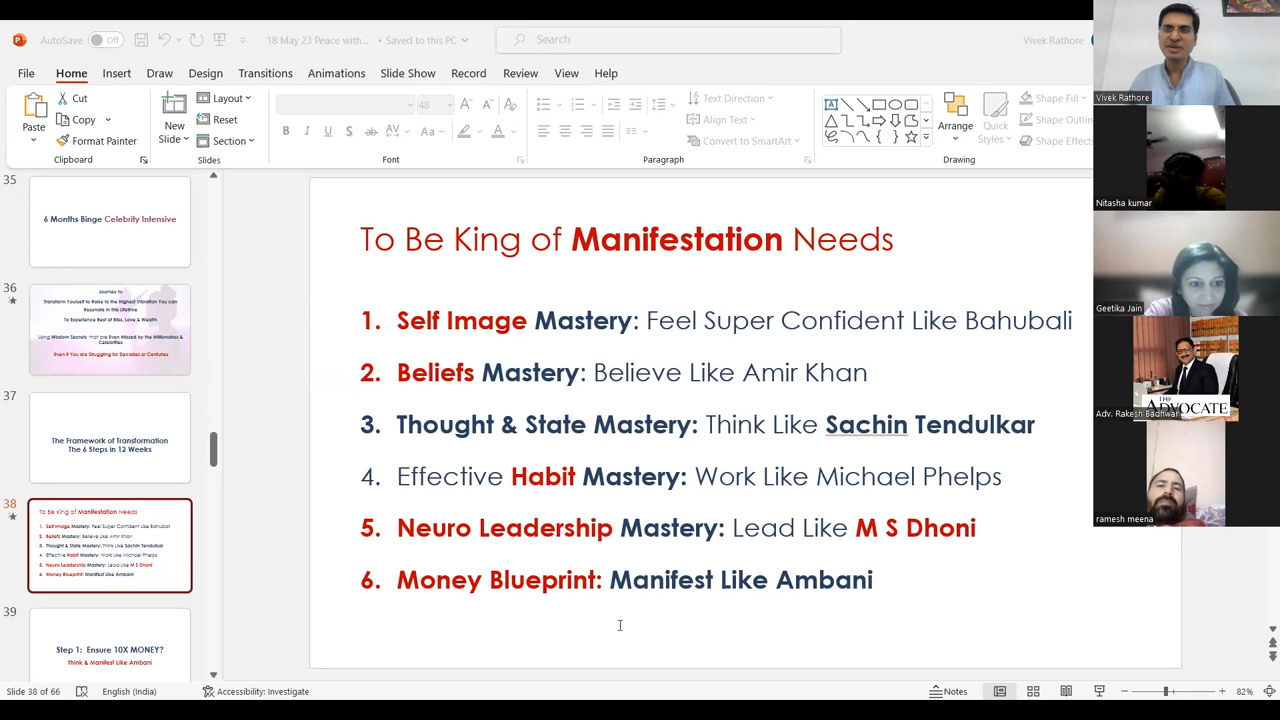 AutoSave Off 18 May 23 Peace with... • Saved to this PC Search Vivek Rathore
File Home Insert Draw Design Transitions Animations Slide Show Record Review View Help
Paste Cut Copy Format Painter Clipboard
New Slide Layout Reset Section Slides
48 B I U S ab AV Aa A Font
Text Direction Align Text Convert to SmartArt Paragraph
Arrange Quick Styles Shape Fill Shape Outlin Shape Effects Drawing
35
6 Months Binge Celebrity Intensive
36
Journey to
Transform Yourself to Raise to the Highest Vibration You can
Resonate in this Lifetime
To Experience Best of Bliss, Love & Wealth
Using Wisdom Secrets that are Even Missed by the Millionaires &
Celebrities
Even if You are Struggling for Decades or Centuries
37
The Framework of Transformation
The 6 Steps in 12 Weeks
38
To Be King of Manifestation Needs
1. Self Image Mastery: Feel Super Confident Like Bahubali
2. Beliefs Mastery: Believe Like Amir Khan
3. Thought & State Mastery: Think Like Sachin Tendulkar
4. Effective Habit Mastery: Work Like Michael Phelps
5. Neuro Leadership Mastery: Lead Like M S Dhoni
6. Money Blueprint: Manifest Like Ambani
39
Step 1: Ensure 10X MONEY?
Think & Manifest Like Ambani
To Be King of Manifestation Needs
1. Self Image Mastery: Feel Super Confident Like Bahubali
2. Beliefs Mastery: Believe Like Amir Khan
3. Thought & State Mastery: Think Like Sachin Tendulkar
4. Effective Habit Mastery: Work Like Michael Phelps
5. Neuro Leadership Mastery: Lead Like M S Dhoni
6. Money Blueprint: Manifest Like Ambani
Vivek Rathore
Nitasha kumar
Geetika Jain
THE
ADVOCATE
Adv. Rakesh Badhwar
ramesh meena
Slide 38 of 66 English (India) Accessibility: Investigate Notes 82%